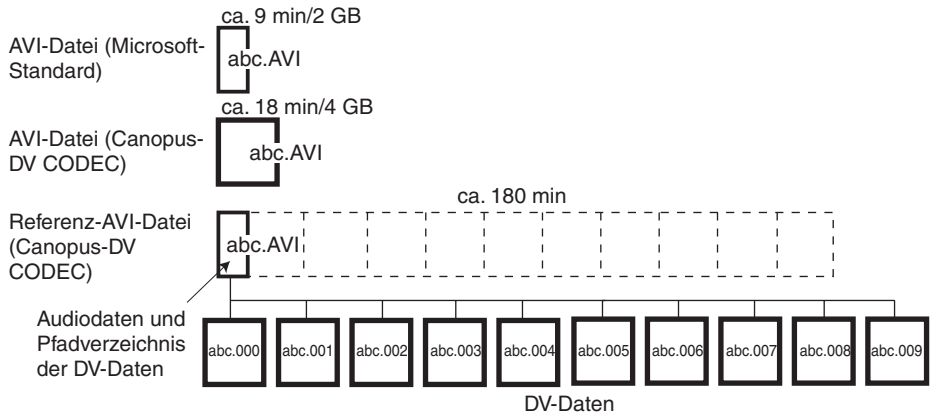 ca. 9 min/2 GB
AVI-Datei (Microsoft-
Standard)
abc.AVI
ca. 18 min/4 GB
AVI-Datei (Canopus-
DV CODEC)
abc.AVI
ca. 180 min
Referenz-AVI-Datei
(Canopus-DV
CODEC)
abc.AVI
Audiodaten und
Pfadverzeichnis
der DV-Daten
abc.000 abc.001 abc.002 abc.003 abc.004 abc.005 abc.006 abc.007 abc.008 abc.009
DV-Daten